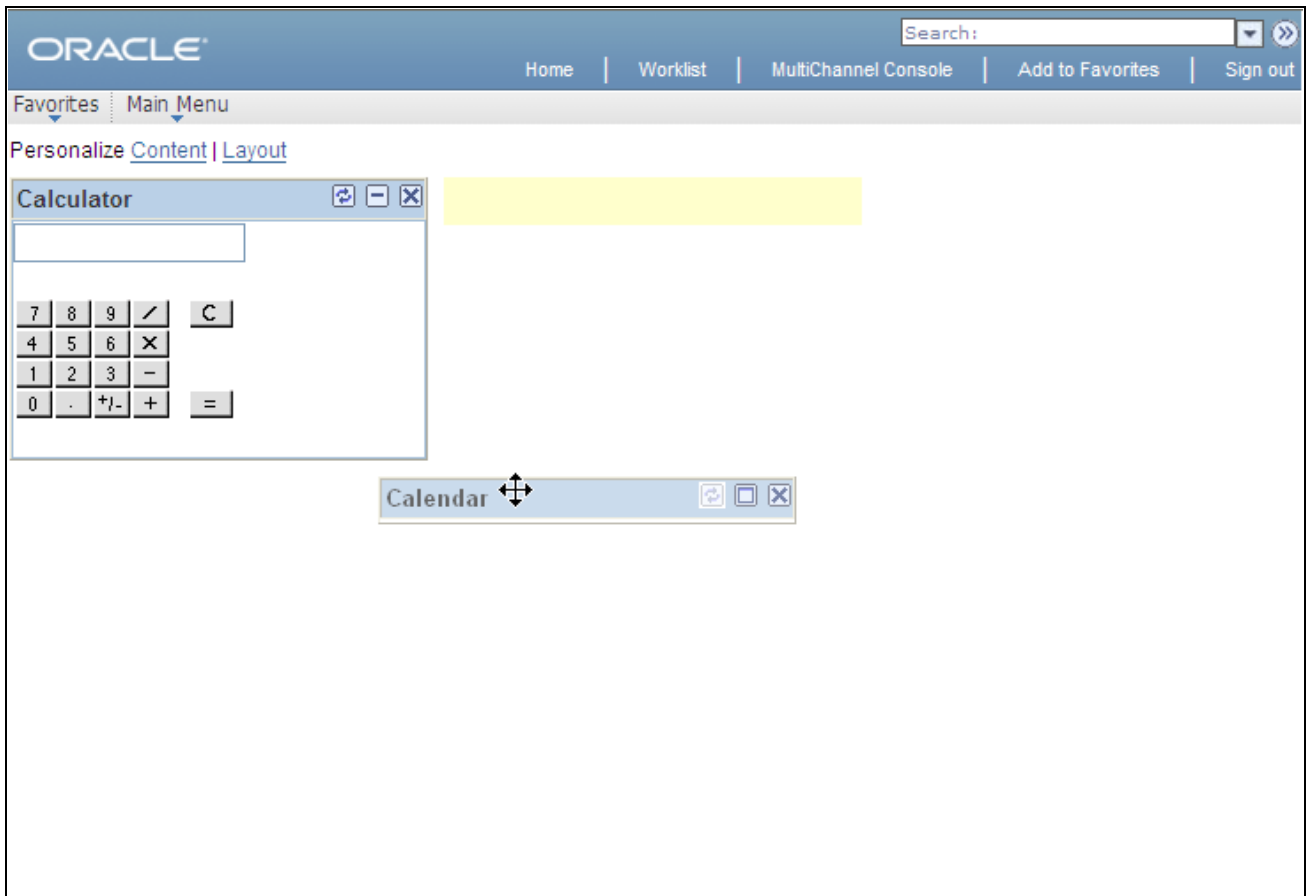 ORACLE
Search:
Home | Worklist | MultiChannel Console | Add to Favorites | Sign out
Favorites Main Menu
Personalize Content | Layout
Calculator
7 8 9 / C
4 5 6 X
1 2 3 -
0 . +/- + =
Calendar